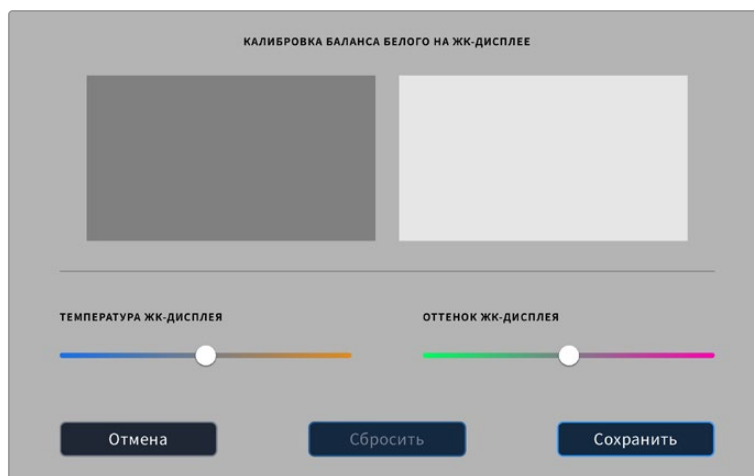 КАЛИБРОВКА БАЛАНСА БЕЛОГО НА ЖК-ДИСПЛЕЕ
ТЕМПЕРАТУРА ЖК-ДИСПЛЕЯ
ОТТЕНОК ЖК-ДИСПЛЕЯ
Отмена
Сбросить
Сохранить